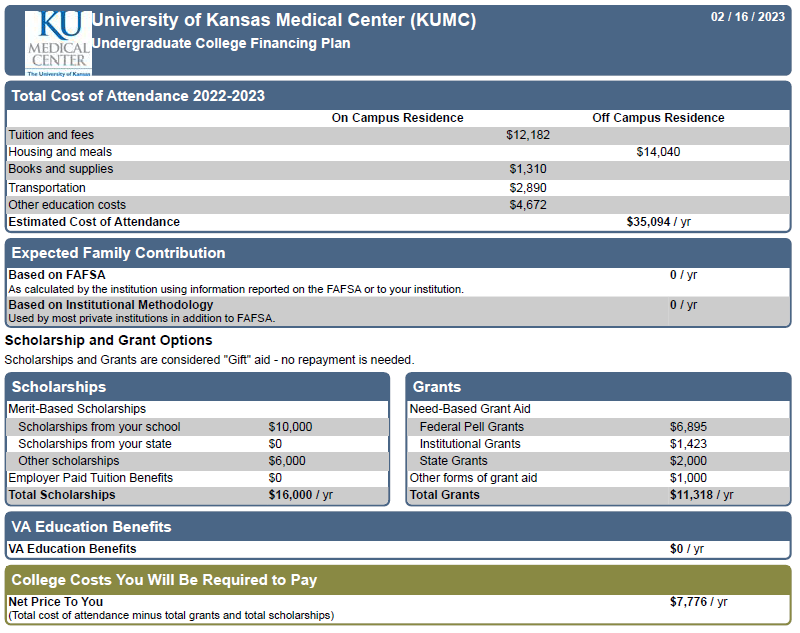 KU
MEDICAL
CENTER
The University of Kansas
University of Kansas Medical Center (KUMC)
02 / 16 / 2023
Undergraduate College Financing Plan
Total Cost of Attendance 2022-2023
On Campus Residence Off Campus Residence
Tuition and fees $12,182
Housing and meals $14,040
Books and supplies $1,310
Transportation $2,890
Other education costs $4,672
Estimated Cost of Attendance $35,094 / yr
Expected Family Contribution
Based on FAFSA 0 / yr
As calculated by the institution using information reported on the FAFSA or to your institution.
Based on Institutional Methodology 0 / yr
Used by most private institutions in addition to FAFSA.
Scholarship and Grant Options
Scholarships and Grants are considered "Gift" aid - no repayment is needed.
Scholarships
Merit-Based Scholarships
Scholarships from your school $10,000
Scholarships from your state $0
Other scholarships $6,000
Employer Paid Tuition Benefits $0
Total Scholarships $16,000 / yr
Grants
Need-Based Grant Aid
Federal Pell Grants $6,895
Institutional Grants $1,423
State Grants $2,000
Other forms of grant aid $1,000
Total Grants $11,318 / yr
VA Education Benefits
VA Education Benefits $0 / yr
College Costs You Will Be Required to Pay
Net Price To You $7,776 / yr
(Total cost of attendance minus total grants and total scholarships)